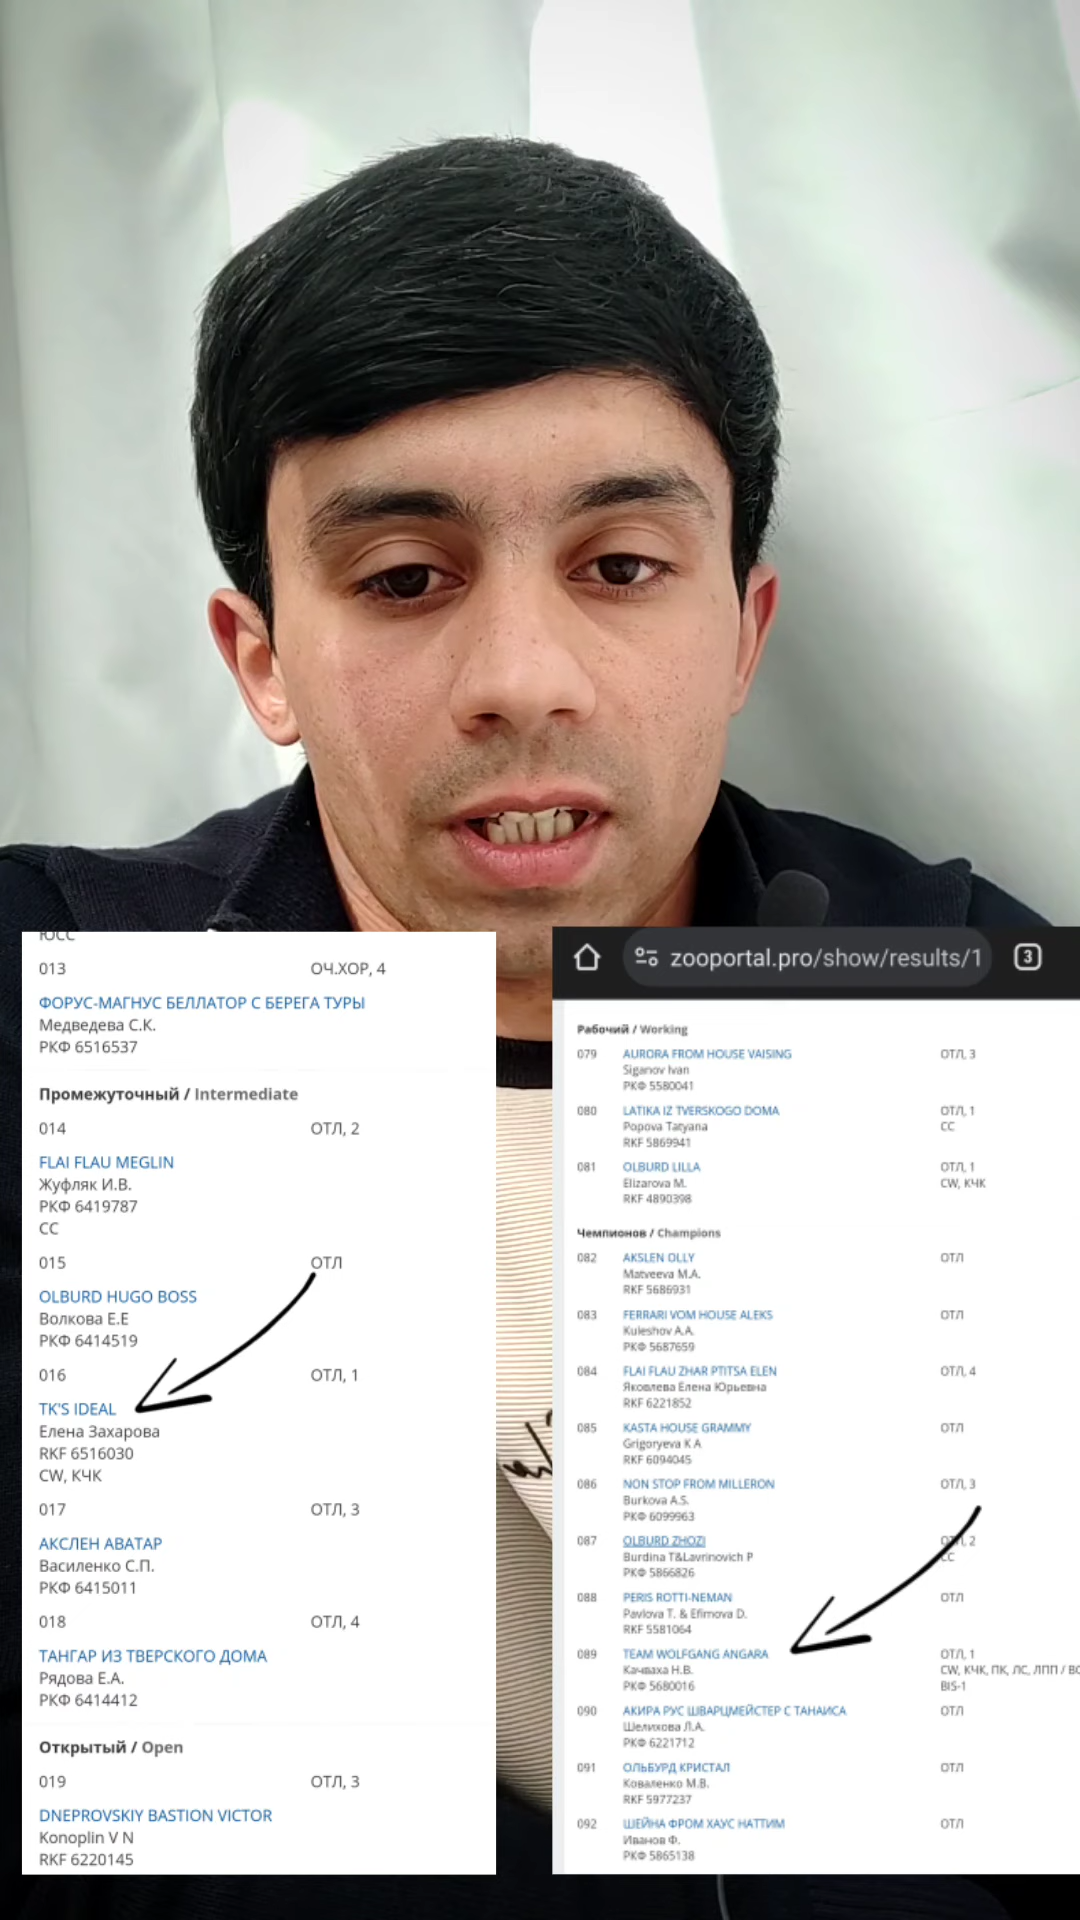 ЮСС
013 ОЧ.ХОР, 4
ФОРУС-МАГНУС БЕЛЛАТОР С БЕРЕГА ТУРЫ
Медведева С.К.
РКФ 6516537
Промежуточный / Intermediate
014 ОТЛ, 2
FLAI FLAU MEGLIN
Жуфляк И.В.
РКФ 6419787
СС
015 ОТЛ
OLBURD HUGO BOSS
Волкова Е.Е
РКФ 6414519
016 ОТЛ, 1
TK'S IDEAL
Елена Захарова
RKF 6516030
CW, КЧК
017 ОТЛ, 3
АКСЛЕН АВАТАР
Василенко С.П.
РКФ 6415011
018 ОТЛ, 4
ТАНГАР ИЗ ТВЕРСКОГО ДОМА
Рядова Е.А.
РКФ 6414412
Открытый / Open
019 ОТЛ, 3
DNEPROVSKIY BASTION VICTOR
Konoplin V N
RKF 6220145
zooportal.pro/show/results/1 3
Рабочий / Working
079 AURORA FROM HOUSE VAISING ОТЛ, 3
Siganov Ivan
РКФ 5580041
080 LATIKA IZ TVERSKOGO DOMA ОТЛ, 1
Popova Tatyana СС
RKF 5869941
081 OLBURD LILLA ОТЛ, 1
Elizarova M. CW, КЧК
RKF 4890398
Чемпионов / Champions
082 AKSLEN OLLY ОТЛ
Matveeva M.A.
RKF 5686931
083 FERRARI VOM HOUSE ALEKS ОТЛ
Kuleshov A.A.
РКФ 5687659
084 FLAI FLAU ZHAR PTITSA ELEN ОТЛ, 4
Яковлева Елена Юрьевна
RKF 6221852
085 KASTA HOUSE GRAMMY ОТЛ
Grigoryeva K A
RKF 6094045
086 NON STOP FROM MILLERON ОТЛ, 3
Burkova A.S.
РКФ 6099963
087 OLBURD ZHOZI ОТЛ, 2
Burdina T&Lavrinovich P СС
РКФ 5866826
088 PERIS ROTTI-NEMAN ОТЛ
Pavlova T. & Efimova D.
RKF 5581064
089 TEAM WOLFGANG ANGARA ОТЛ, 1
Качваха Н.В. CW, КЧК, ПК, ЛС, ЛПП / ВО
РКФ 5680016 BIS-1
090 АКИРА РУС ШВАРЦМЕЙСТЕР С ТАНАИСА ОТЛ
Шелихова Л.А.
РКФ 6221712
091 ОЛЬБУРД КРИСТАЛ ОТЛ
Коваленко М.В.
RKF 5977237
092 ШЕЙНА ФРОМ ХАУС НАТТИМ ОТЛ
Иванов Ф.
РКФ 5865138